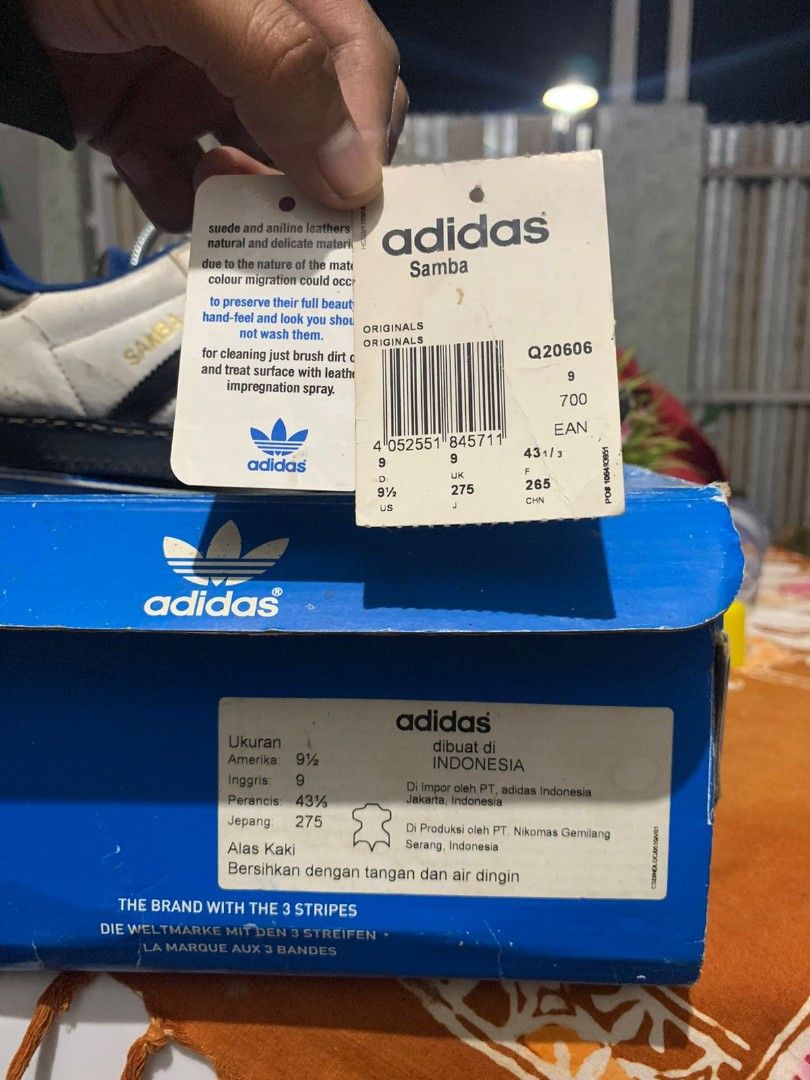 suede and aniline leathers
natural and delicate materi
due to the nature of the mate
colour migration could occ
to preserve their full beaut
hand-feel and look you shou
not wash them.
for cleaning just brush dirt o
and treat surface with leathe
impregnation spray.
adidas
adidas
Samba
ORIGINALS
ORIGINALS
Q20606
9
700
EAN
4 052551 845711
9 9 43 1/3
D UK F
9½ 275 265
US J CHN
SAMBA
adidas®
adidas
Ukuran
Amerika: 9½
Inggris: 9
Perancis: 43⅓
Jepang: 275
dibuat di
INDONESIA
Di Impor oleh PT, adidas Indonesia
Jakarta, Indonesia
Di Produksi oleh PT. Nikomas Gemilang
Serang, Indonesia
Alas Kaki
Bersihkan dengan tangan dan air dingin
THE BRAND WITH THE 3 STRIPES
DIE WELTMARKE MIT DEN 3 STREIFEN
LA MARQUE AUX 3 BANDES